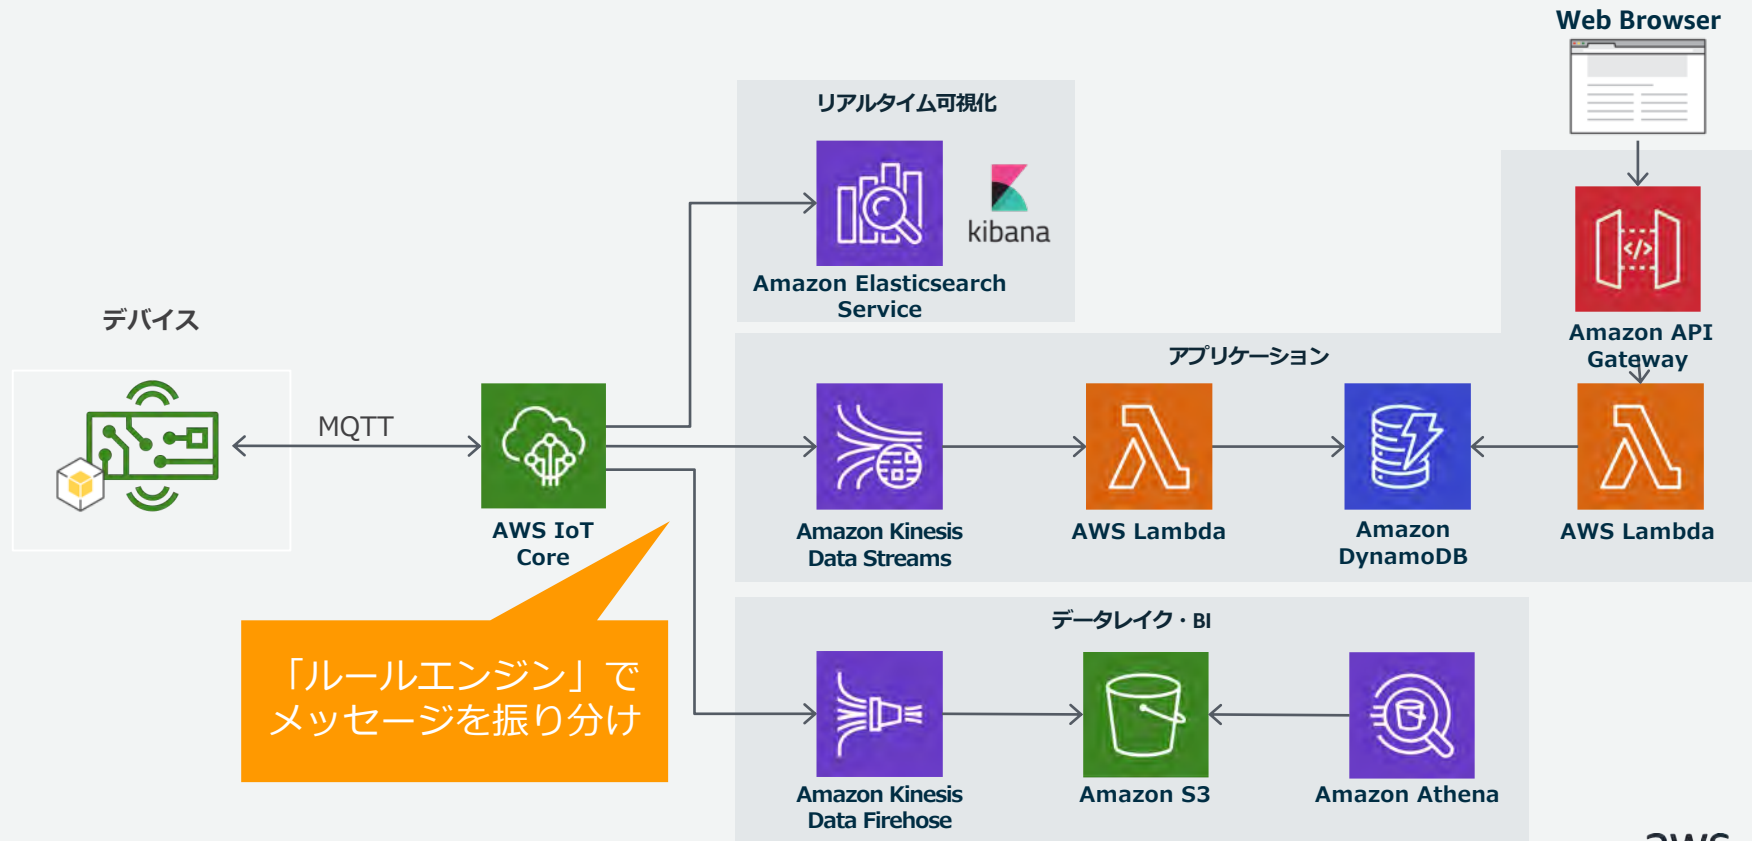 Web Browser
リアルタイム可視化
kibana
Amazon Elasticsearch
Service
デバイス
MQTT
AWS IoT
Core
「ルールエンジン」で
メッセージを振り分け
アプリケーション
</>
Amazon API
Gateway
Amazon Kinesis
Data Streams
AWS Lambda
Amazon
DynamoDB
AWS Lambda
データレイク・BI
Amazon Kinesis
Data Firehose
Amazon S3
Amazon Athena
aws